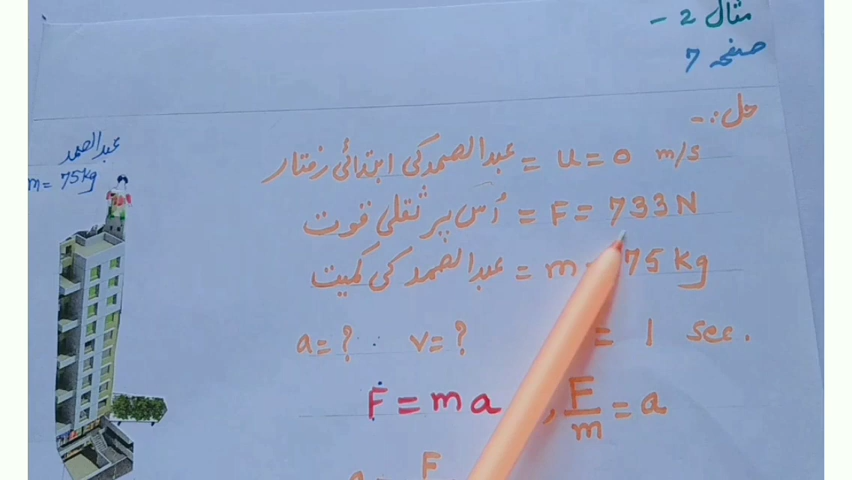 مثال 2 -
صفحہ 7
حل :-
عبدالصمد
m = 75kg
عبدالصمد کی ابتدائی رفتار = u = 0 m/s
اُس پر ثقلی قوت = F = 733 N
عبدالصمد کی کمیت = m = 75 kg
a = ? ∴ v = ? = 1 sec.
F = ma , F/m = a
a = F